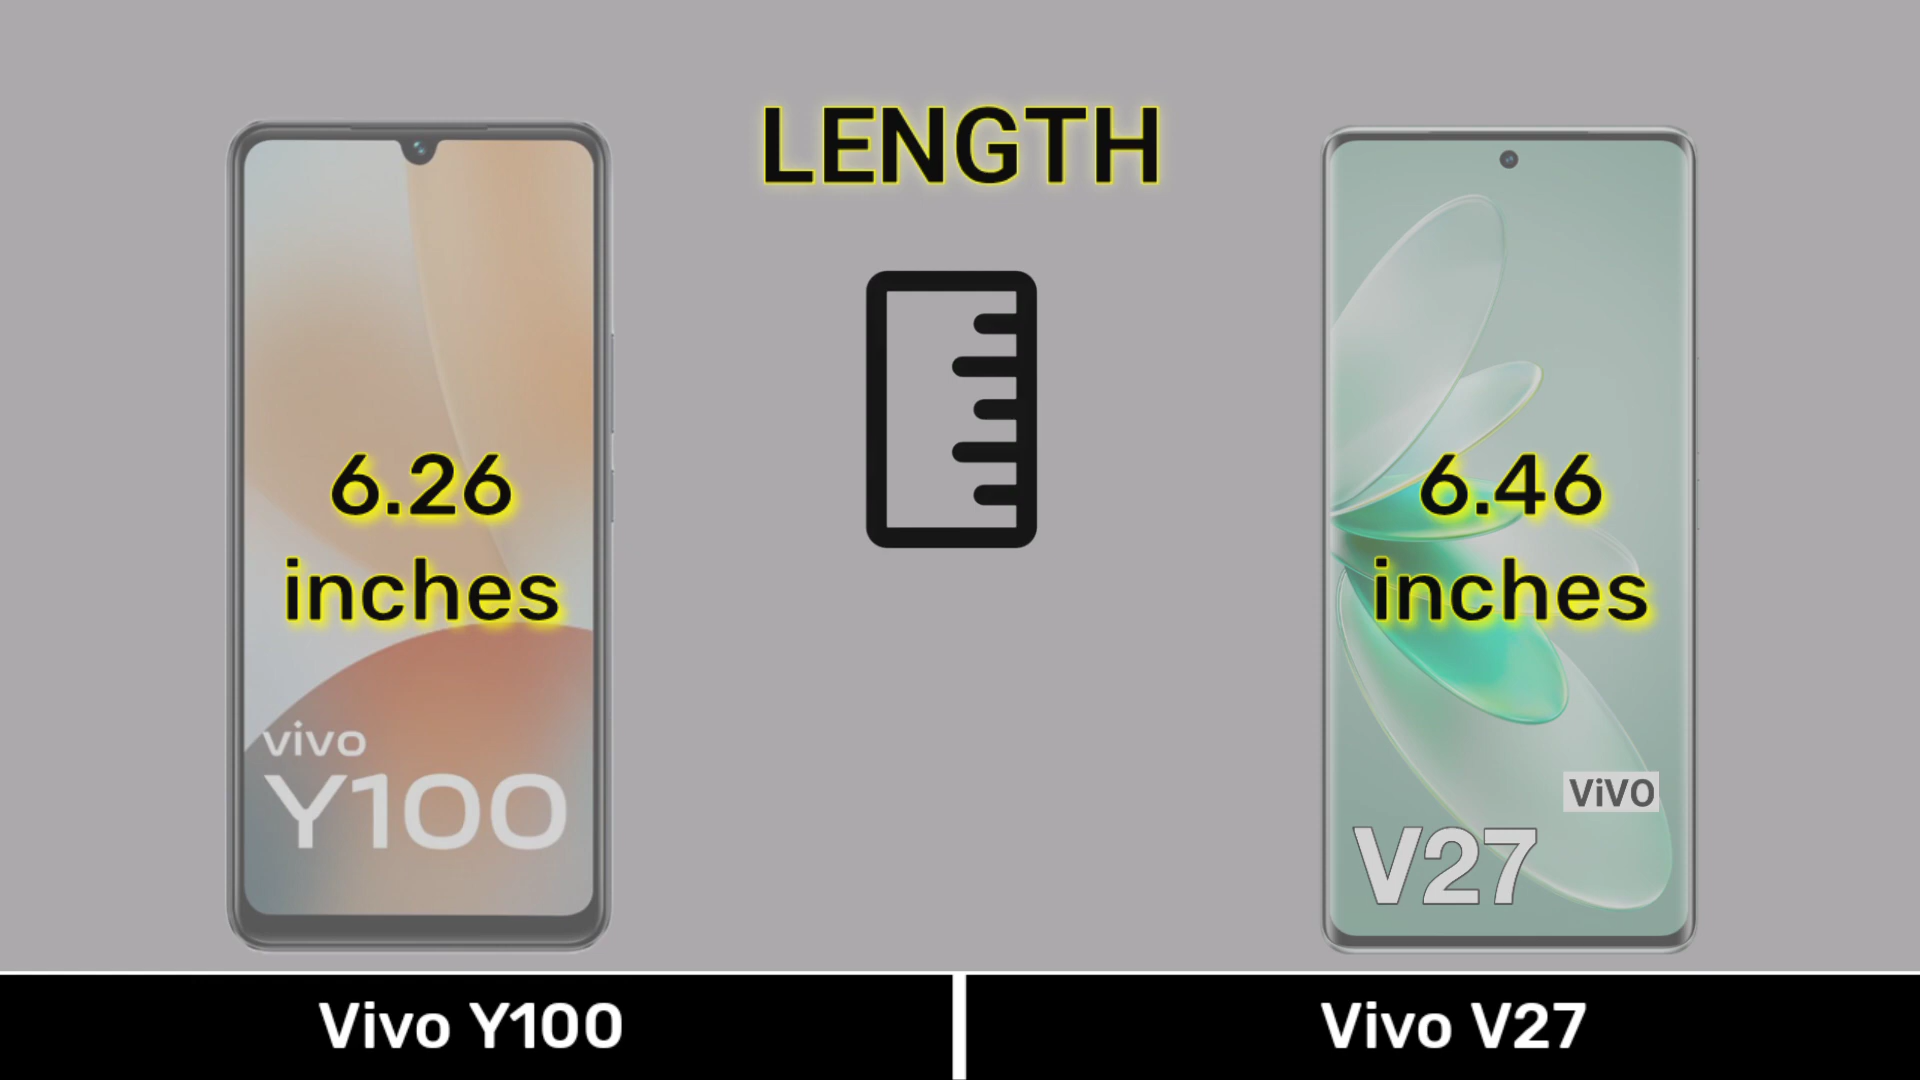 LENGTH
6.26
inches
vivo
Y100
6.46
inches
ViVO
V27
Vivo Y100
Vivo V27